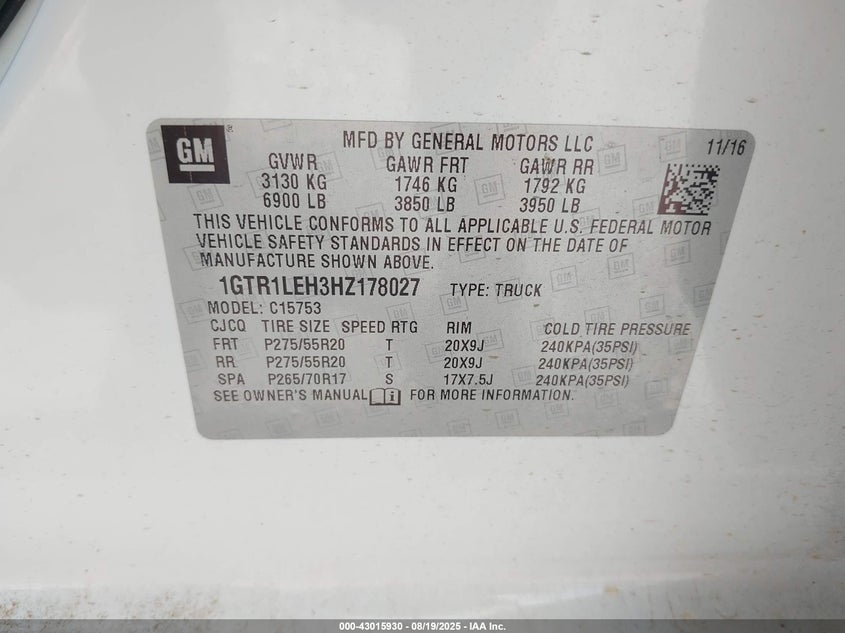 GM ®
MFD BY GENERAL MOTORS LLC 11/16
GVWR GAWR FRT GAWR RR
3130 KG 1746 KG 1792 KG
6900 LB 3850 LB 3950 LB
THIS VEHICLE CONFORMS TO ALL APPLICABLE U.S. FEDERAL MOTOR
VEHICLE SAFETY STANDARDS IN EFFECT ON THE DATE OF
MANUFACTURE SHOWN ABOVE.
1GTR1LEH3HZ178027 TYPE: TRUCK
MODEL: C15753
CJCQ TIRE SIZE SPEED RTG RIM COLD TIRE PRESSURE
FRT P275/55R20 T 20X9J 240KPA(35PSI)
RR P275/55R20 T 20X9J 240KPA(35PSI)
SPA P265/70R17 S 17X7.5J 240KPA(35PSI)
SEE OWNER'S MANUAL i FOR MORE INFORMATION.
000-43015930 - 08/19/2025 - IAA Inc.